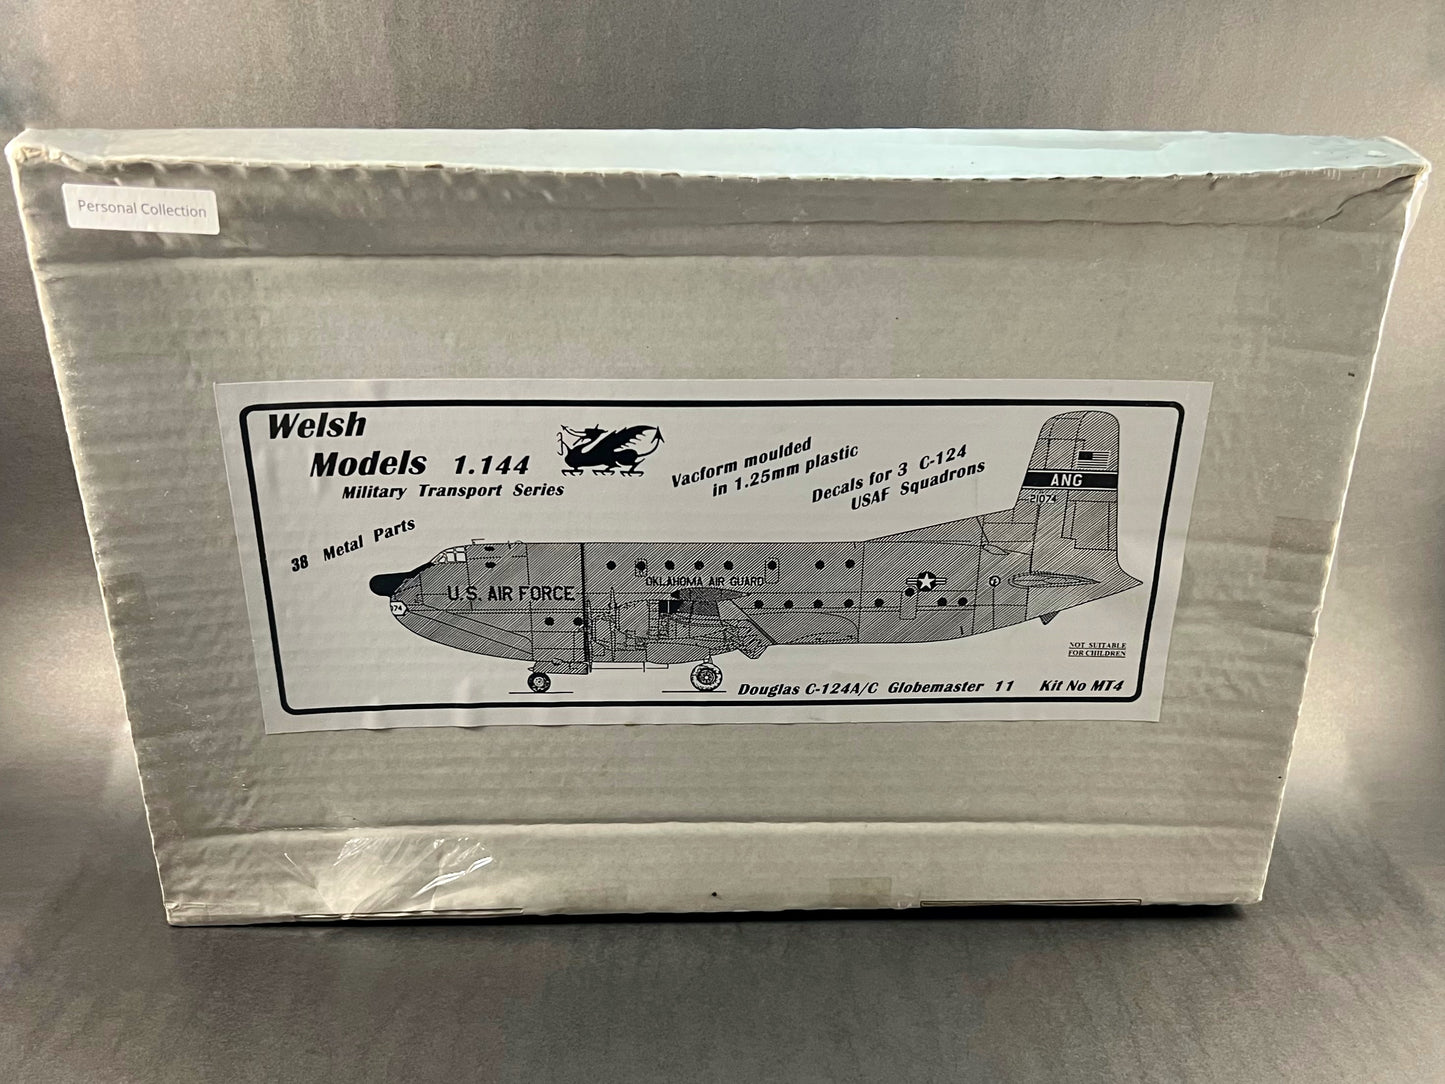 Personal Collection
Welsh
Models 1.144
Military Transport Series
Vacform moulded
in 1.25mm plastic
Decals for 3 C-124
USAF Squadrons
38 Metal Parts
ANG
21074
U.S. AIR FORCE
OKLAHOMA AIR GUARD
74
NOT SUITABLE
FOR CHILDREN
Douglas C-124A/C Globemaster 11 Kit No MT4